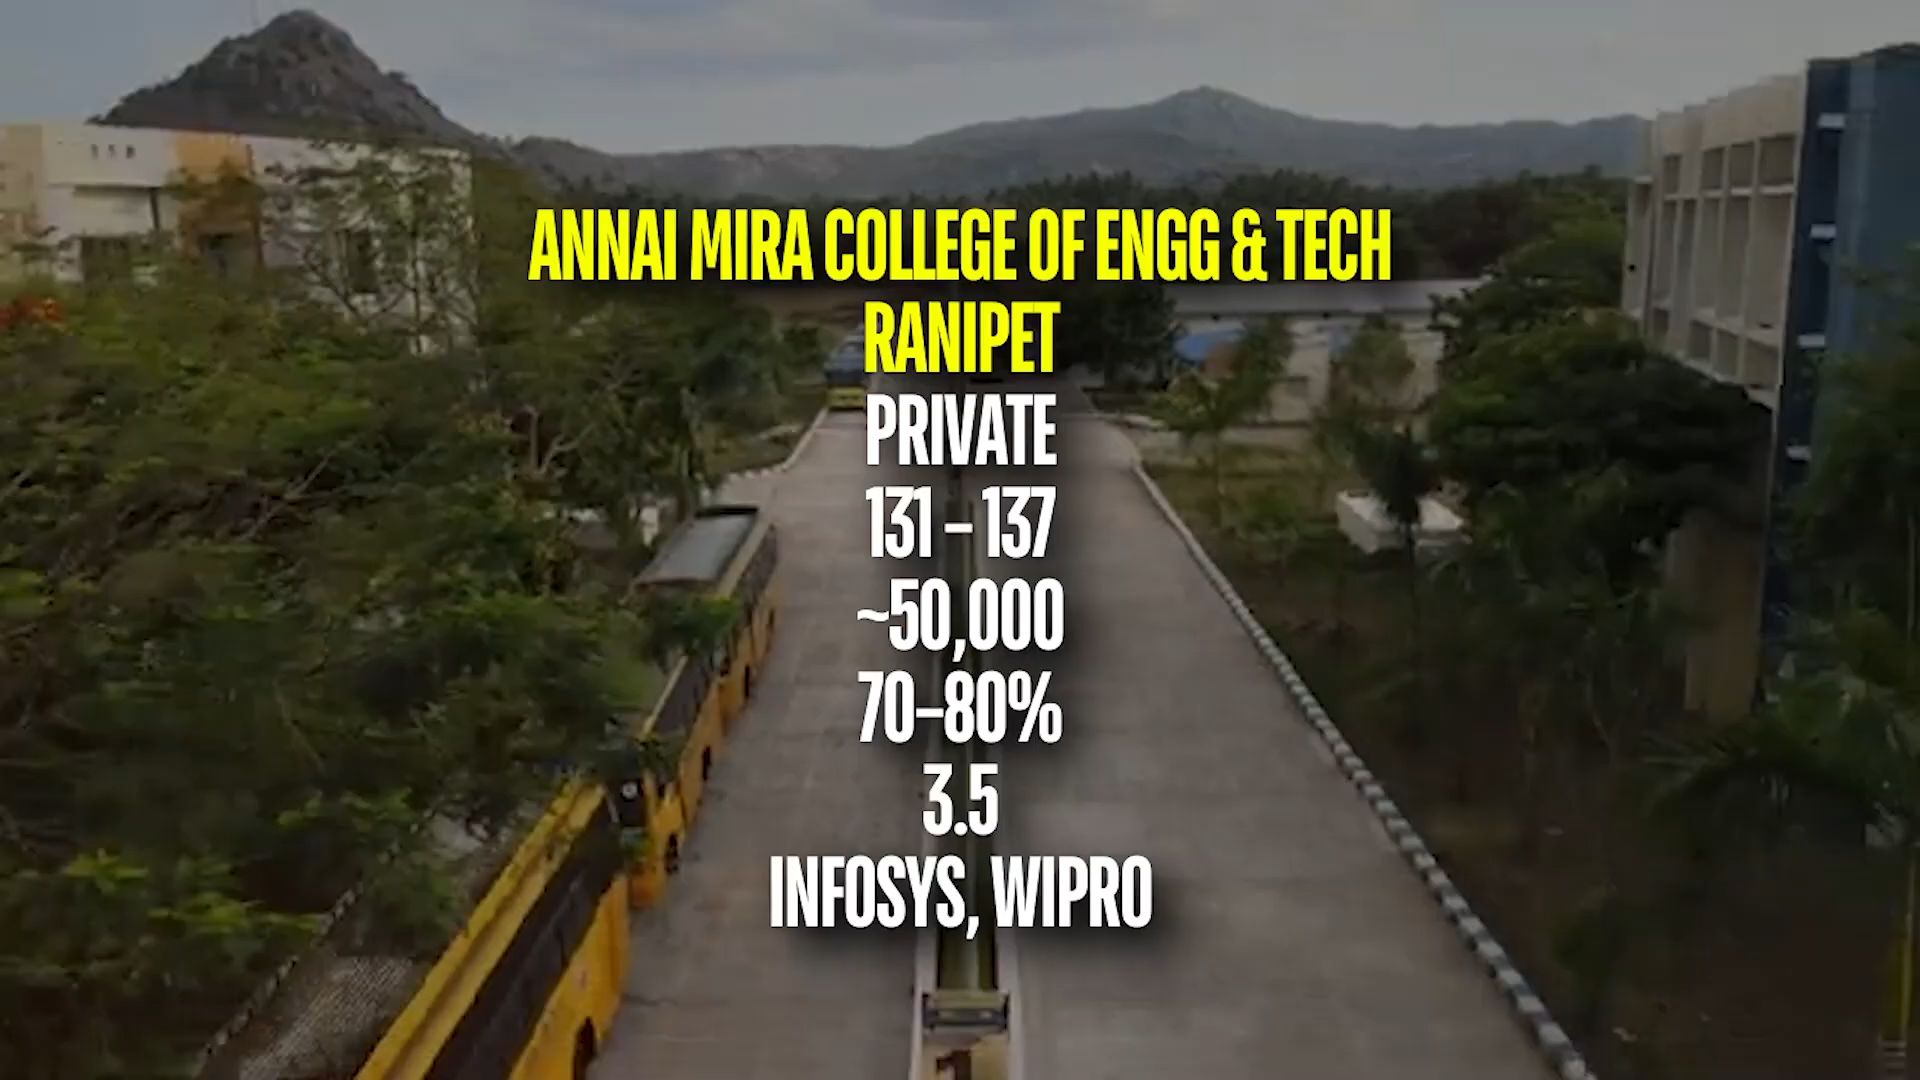 ANNAI MIRA COLLEGE OF ENGG & TECH
RANIPET
PRIVATE
131 – 137
~50,000
70–80%
3.5
INFOSYS, WIPRO